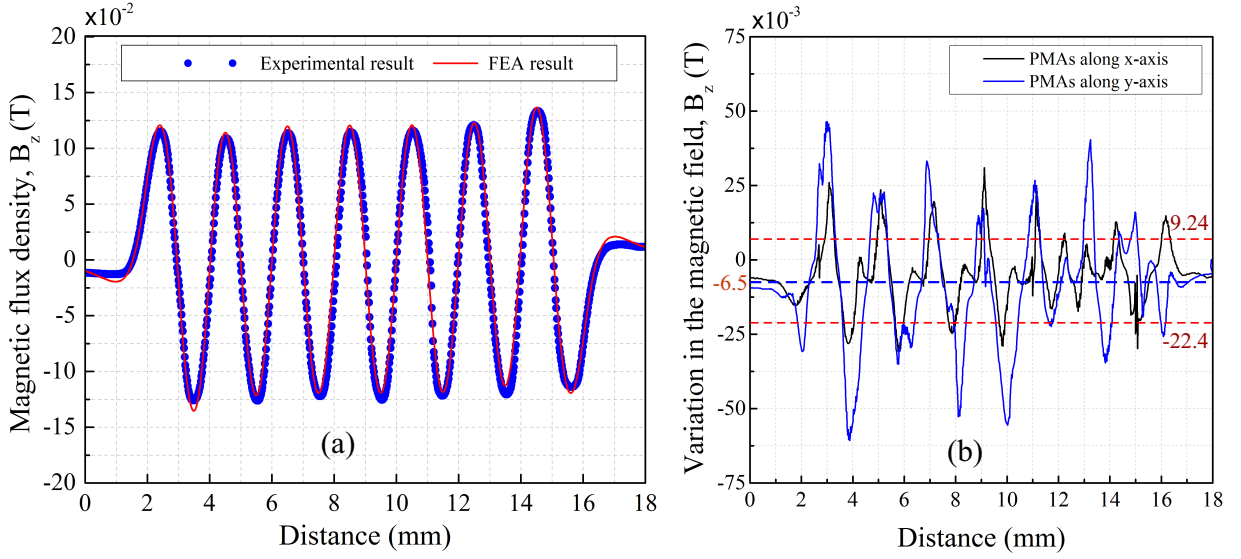 x10-2
20
15
10
5
0
-5
-10
-15
-20
Magnetic flux density, Bz (T)
Experimental result
FEA result
(a)
0 2 4 6 8 10 12 14 16 18
Distance (mm)
x10-3
75
50
25
0
-6.5
-25
-50
-75
Variation in the magnetic field, Bz (T)
PMAs along x-axis
PMAs along y-axis
9.24
-22.4
(b)
0 2 4 6 8 10 12 14 16 18
Distance (mm)